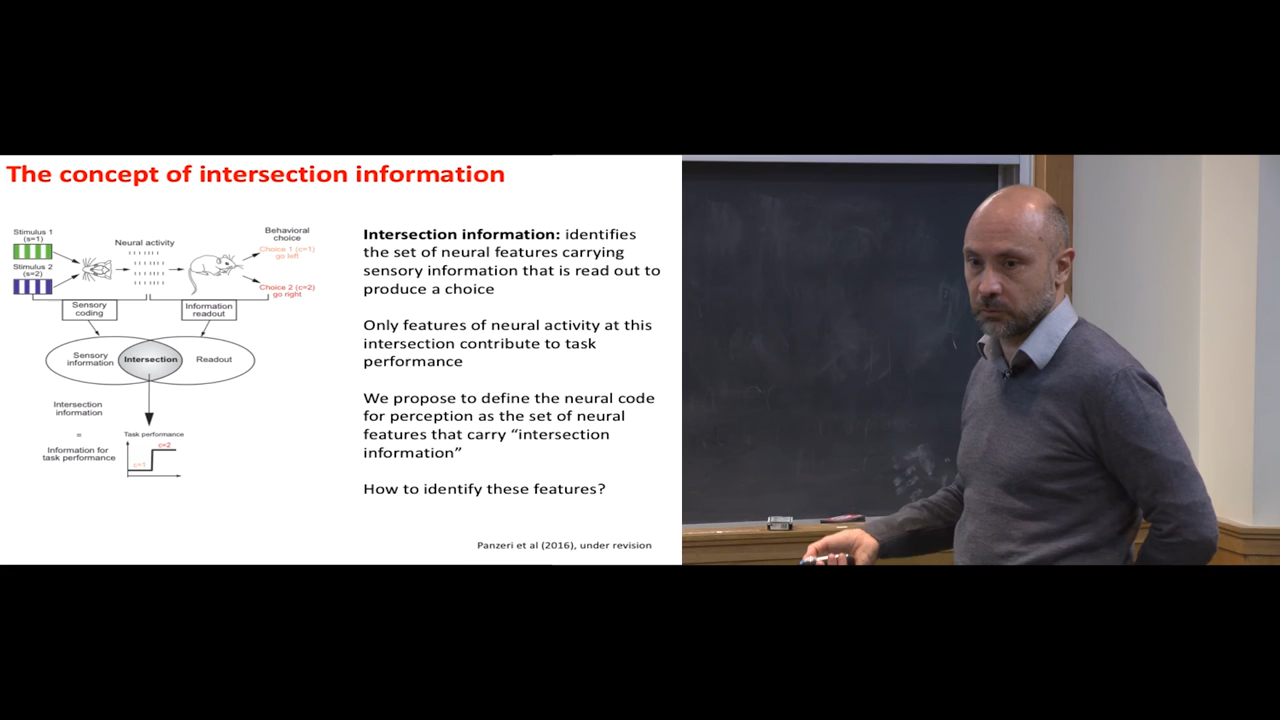 The concept of intersection information
Stimulus 1
(s=1)
Stimulus 2
(s=2)
Neural activity
Behavioral
choice
Choice 1 (c=1)
go left
Choice 2 (c=2)
go right
Sensory
coding
Information
readout
Sensory
information
Intersection
Readout
Intersection
information
=
Information for
task performance
Task performance
c=2
c=1
Intersection information: identifies
the set of neural features carrying
sensory information that is read out to
produce a choice
Only features of neural activity at this
intersection contribute to task
performance
We propose to define the neural code
for perception as the set of neural
features that carry “intersection
information”
How to identify these features?
Panzeri et al (2016), under revision